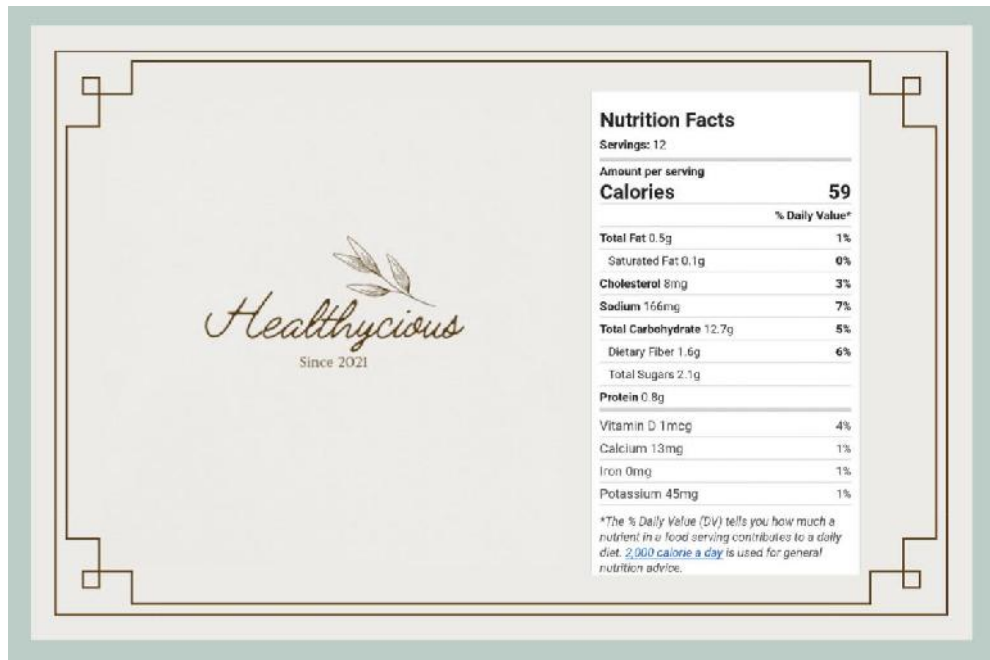 Healthycious
Since 2021
Nutrition Facts
Servings: 12
Amount per serving
Calories 59
% Daily Value*
Total Fat 0.5g 1%
Saturated Fat 0.1g 0%
Cholesterol 8mg 3%
Sodium 166mg 7%
Total Carbohydrate 12.7g 5%
Dietary Fiber 1.6g 6%
Total Sugars 2.1g
Protein 0.8g
Vitamin D 1mcg 4%
Calcium 13mg 1%
Iron 0mg 1%
Potassium 45mg 1%
*The % Daily Value (DV) tells you how much a
nutrient in a food serving contributes to a daily
diet. 2,000 calorie a day is used for general
nutrition advice.